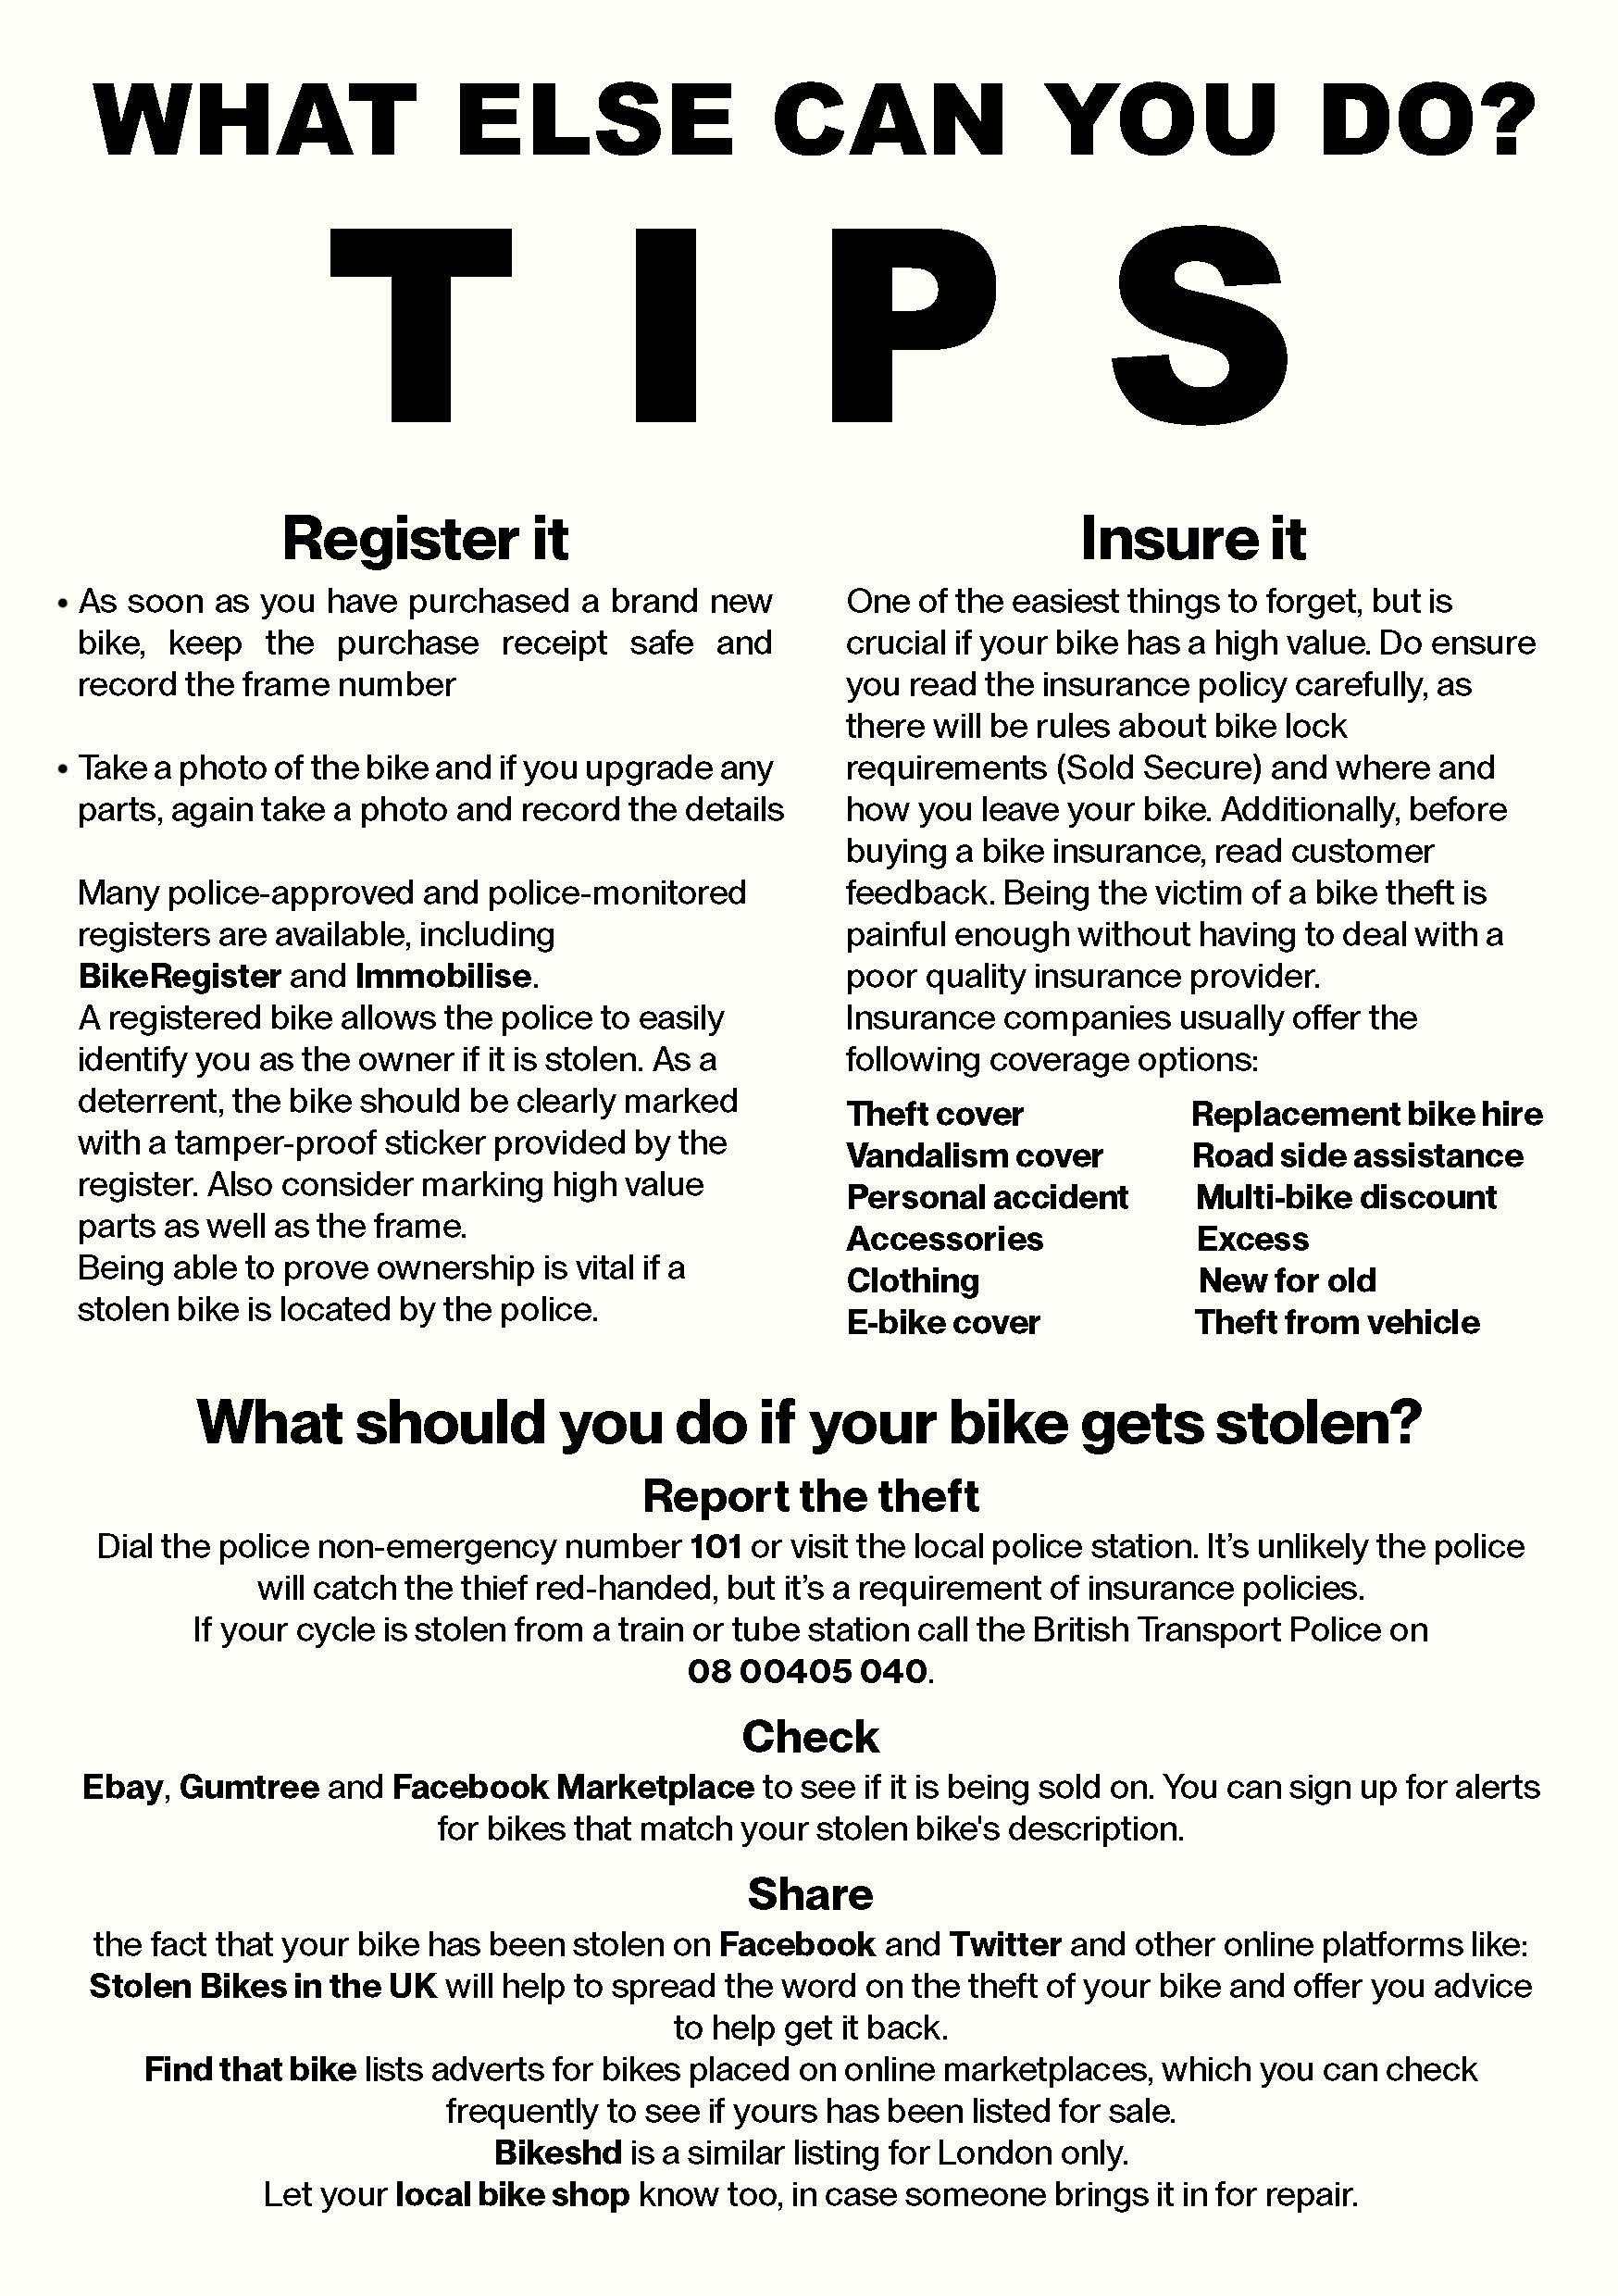 WHAT ELSE CAN YOU DO?
TIPS
Register it
• As soon as you have purchased a brand new
bike, keep the purchase receipt safe and
record the frame number
• Take a photo of the bike and if you upgrade any
parts, again take a photo and record the details
Many police-approved and police-monitored
registers are available, including
BikeRegister and Immobilise.
A registered bike allows the police to easily
identify you as the owner if it is stolen. As a
deterrent, the bike should be clearly marked
with a tamper-proof sticker provided by the
register. Also consider marking high value
parts as well as the frame.
Being able to prove ownership is vital if a
stolen bike is located by the police.
Insure it
One of the easiest things to forget, but is
crucial if your bike has a high value. Do ensure
you read the insurance policy carefully, as
there will be rules about bike lock
requirements (Sold Secure) and where and
how you leave your bike. Additionally, before
buying a bike insurance, read customer
feedback. Being the victim of a bike theft is
painful enough without having to deal with a
poor quality insurance provider.
Insurance companies usually offer the
following coverage options:
Theft cover
Vandalism cover
Personal accident
Accessories
Clothing
E-bike cover
Replacement bike hire
Road side assistance
Multi-bike discount
Excess
New for old
Theft from vehicle
What should you do if your bike gets stolen?
Report the theft
Dial the police non-emergency number 101 or visit the local police station. It’s unlikely the police
will catch the thief red-handed, but it’s a requirement of insurance policies.
If your cycle is stolen from a train or tube station call the British Transport Police on
08 00405 040.
Check
Ebay, Gumtree and Facebook Marketplace to see if it is being sold on. You can sign up for alerts
for bikes that match your stolen bike's description.
Share
the fact that your bike has been stolen on Facebook and Twitter and other online platforms like:
Stolen Bikes in the UK will help to spread the word on the theft of your bike and offer you advice
to help get it back.
Find that bike lists adverts for bikes placed on online marketplaces, which you can check
frequently to see if yours has been listed for sale.
Bikeshd is a similar listing for London only.
Let your local bike shop know too, in case someone brings it in for repair.